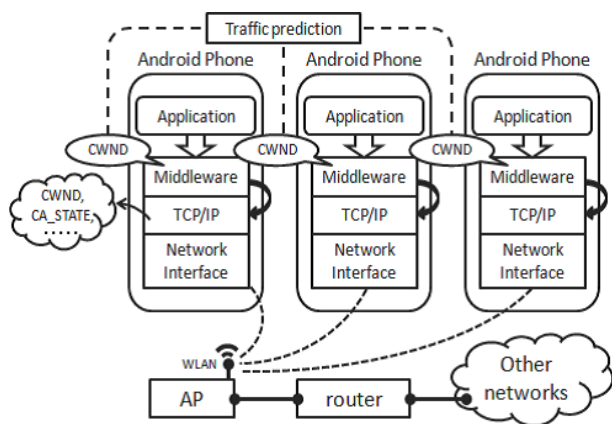 Traffic prediction
Android Phone
Android Phone
Android Phone
Application
Application
Application
CWND
CWND
CWND
Middleware
Middleware
Middleware
CWND,
CA_STATE,
......
TCP/IP
TCP/IP
TCP/IP
Network
Interface
Network
Interface
Network
Interface
WLAN
AP
router
Other
networks